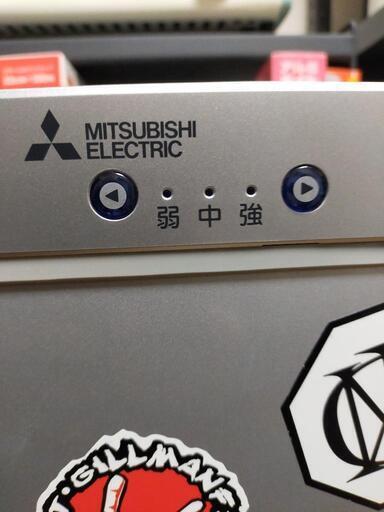 MITSUBISHI
ELECTRIC
弱 中 強
GILLMAN